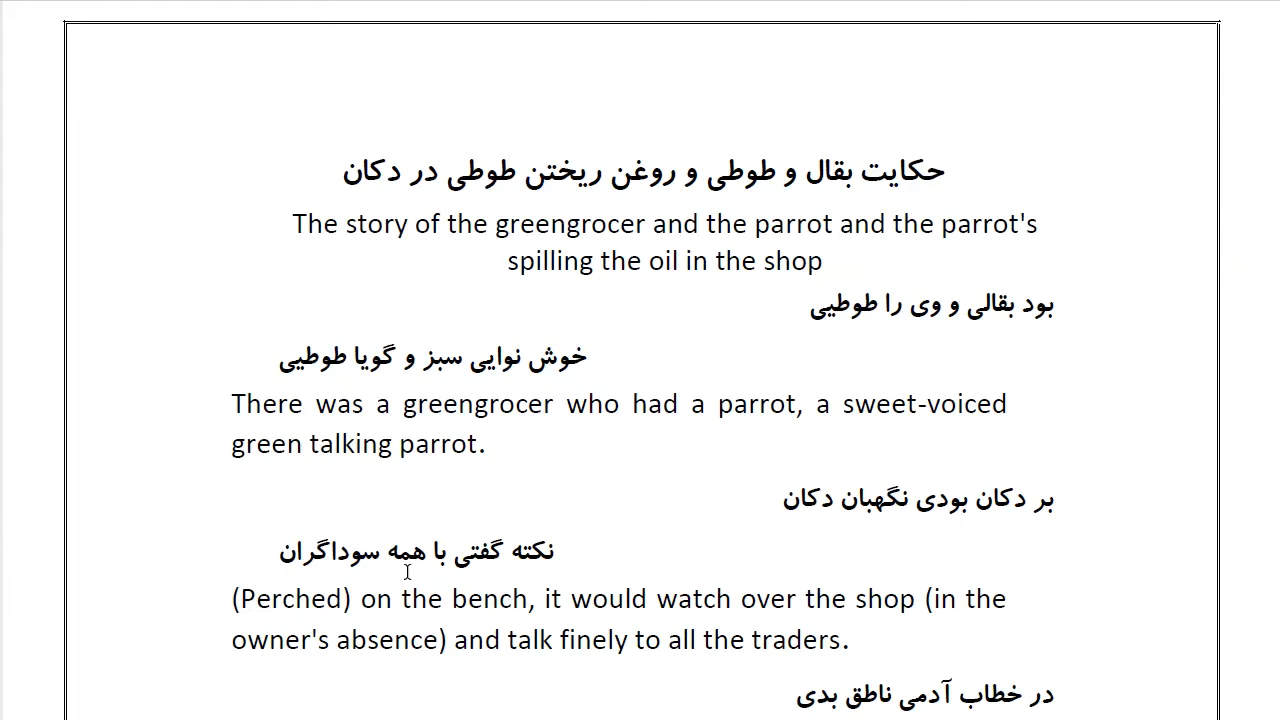 حکایت بقال و طوطی و روغن ریختن طوطی در دکان
The story of the greengrocer and the parrot and the parrot's
spilling the oil in the shop
بود بقالی و وی را طوطیی
خوش نوایی سبز و گویا طوطیی
There was a greengrocer who had a parrot, a sweet-voiced
green talking parrot.
بر دکان بودی نگهبان دکان
نکته گفتی با همه سوداگران
(Perched) on the bench, it would watch over the shop (in the
owner's absence) and talk finely to all the traders.
در خطاب آدمی ناطق بدی